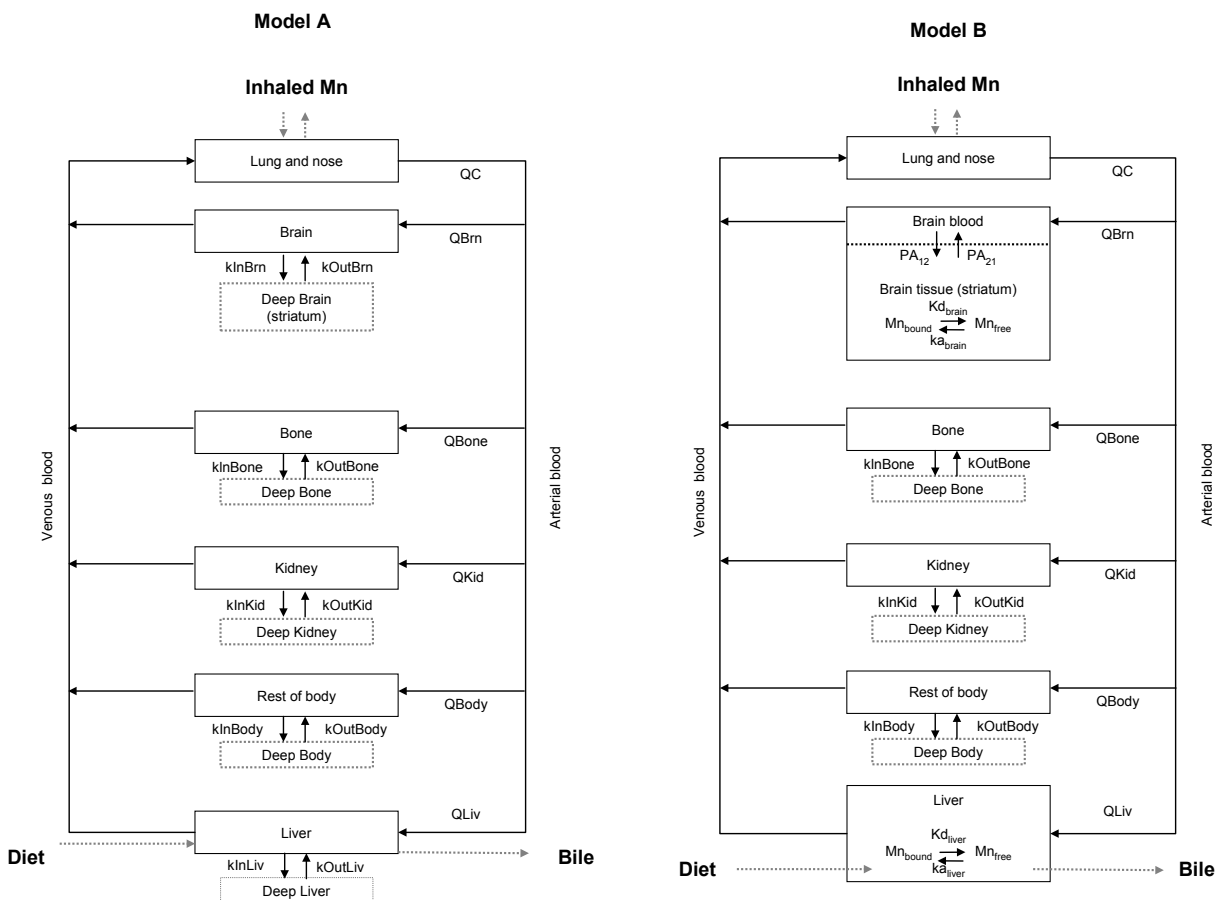 Model A
Inhaled Mn
Lung and nose
QC
Brain
QBrn
kInBrn
kOutBrn
Deep Brain
(striatum)
Bone
QBone
kInBone
kOutBone
Deep Bone
Venous blood
Arterial blood
Kidney
QKid
kInKid
kOutKid
Deep Kidney
Rest of body
QBody
kInBody
kOutBody
Deep Body
QLiv
Liver
Diet
Bile
kInLiv
kOutLiv
Deep Liver
Model B
Inhaled Mn
Lung and nose
QC
Brain blood
QBrn
PA12
PA21
Brain tissue (striatum)
Kdbrain
Mnbound
Mnfree
kabrain
Bone
QBone
kInBone
kOutBone
Deep Bone
Venous blood
Arterial blood
Kidney
QKid
kInKid
kOutKid
Deep Kidney
Rest of body
QBody
kInBody
kOutBody
Deep Body
Liver
QLiv
Kdliver
Mnbound
Mnfree
kaliver
Diet
Bile